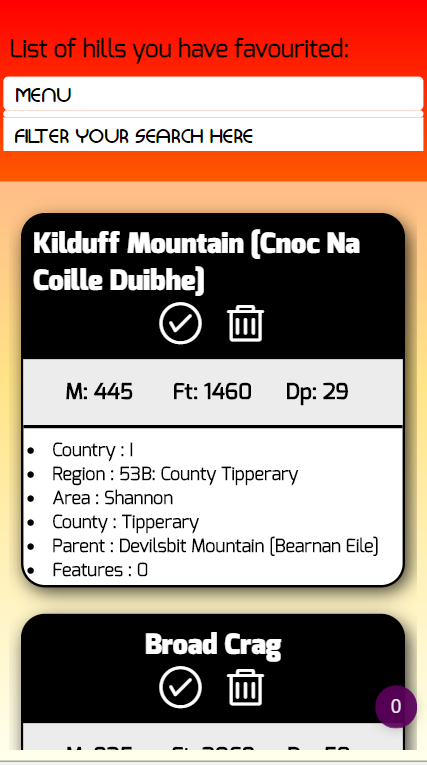 List of hills you have favourited:
MENU
FILTER YOUR SEARCH HERE
Kilduff Mountain (Cnoc Na
Coille Duibhe)
M: 445 Ft: 1460 Dp: 29
Country : I
Region : 53B: County Tipperary
Area : Shannon
County : Tipperary
Parent : Devilsbit Mountain (Bearnan Eile)
Features : 0
Broad Crag
0